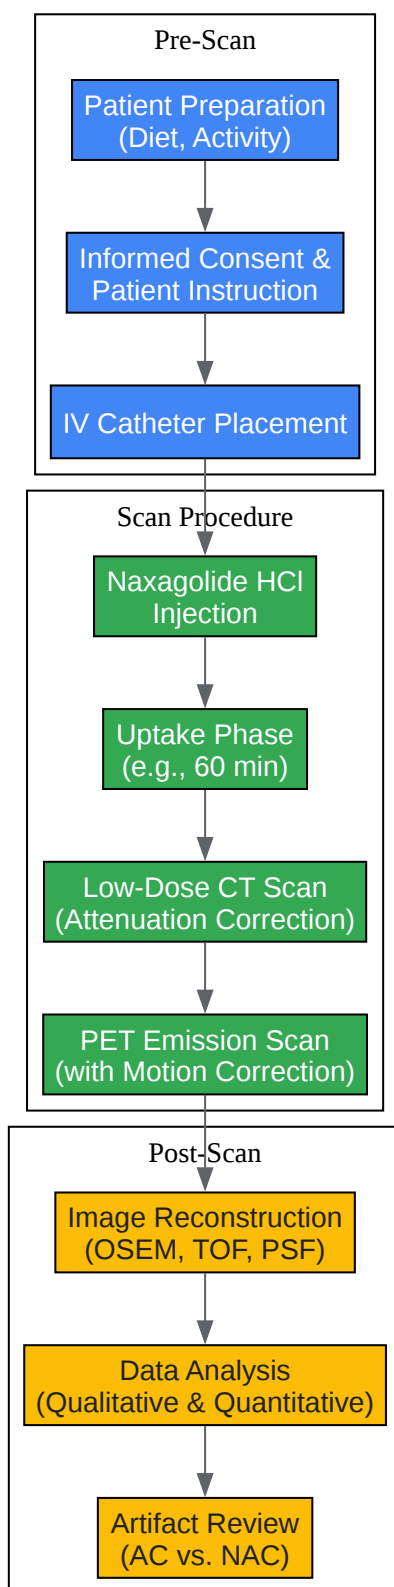 Pre-Scan
Patient Preparation
(Diet, Activity)
Informed Consent &
Patient Instruction
IV Catheter Placement
Scan Procedure
Naxagolide HCl
Injection
Uptake Phase
(e.g., 60 min)
Low-Dose CT Scan
(Attenuation Correction)
PET Emission Scan
(with Motion Correction)
Post-Scan
Image Reconstruction
(OSEM, TOF, PSF)
Data Analysis
(Qualitative & Quantitative)
Artifact Review
(AC vs. NAC)